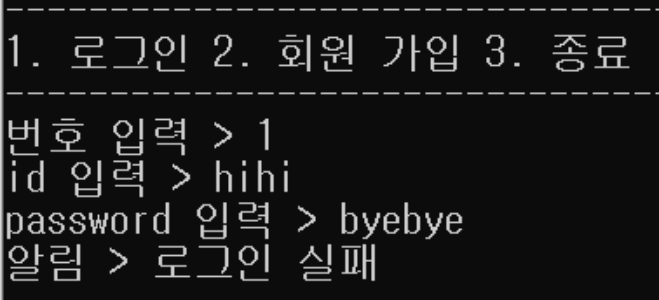 ------------------------------------
1. 로그인 2. 회원 가입 3. 종료
------------------------------------
번호 입력 > 1
id 입력 > hihi
password 입력 > byebye
알림 > 로그인 실패